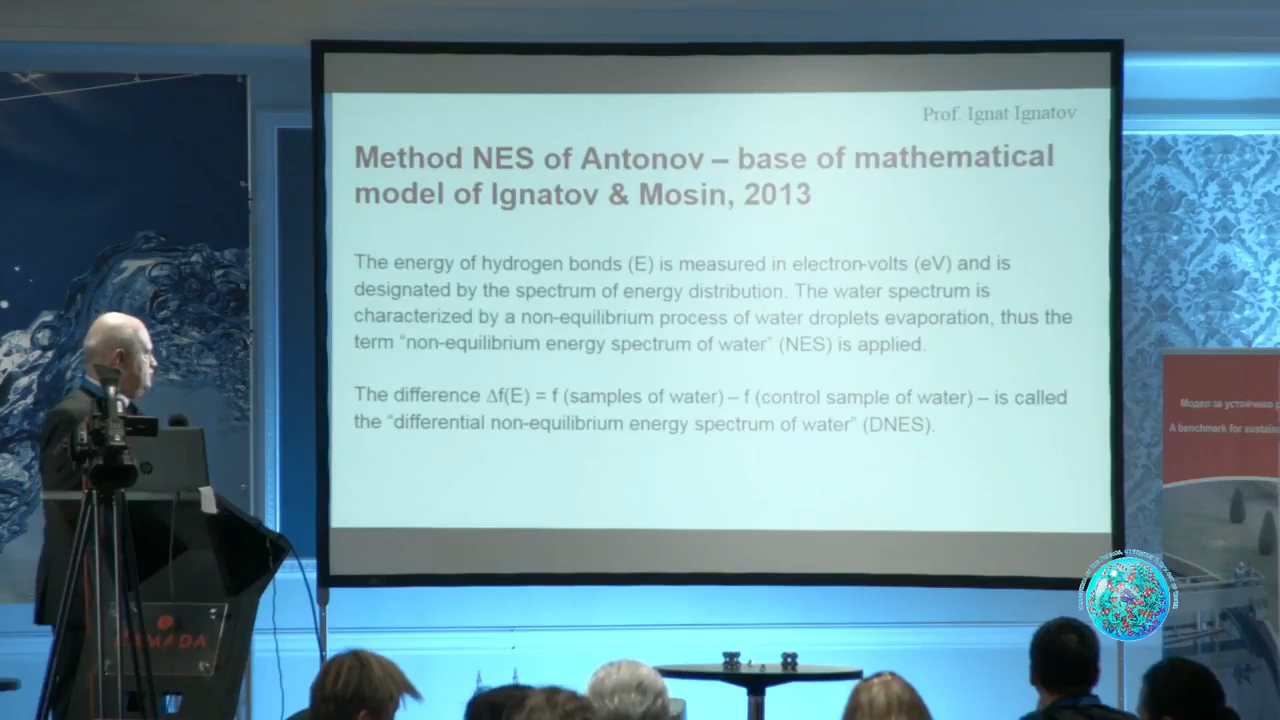 Prof. Ignat Ignatov
Method NES of Antonov – base of mathematical
model of Ignatov & Mosin, 2013
The energy of hydrogen bonds (E) is measured in electron-volts (eV) and is
designated by the spectrum of energy distribution. The water spectrum is
characterized by a non-equilibrium process of water droplets evaporation, thus the
term “non-equilibrium energy spectrum of water” (NES) is applied.
The difference ∆f(E) = f (samples of water) – f (control sample of water) – is called
the “differential non-equilibrium energy spectrum of water” (DNES).
Модел за устойчиво
A benchmark for
hp